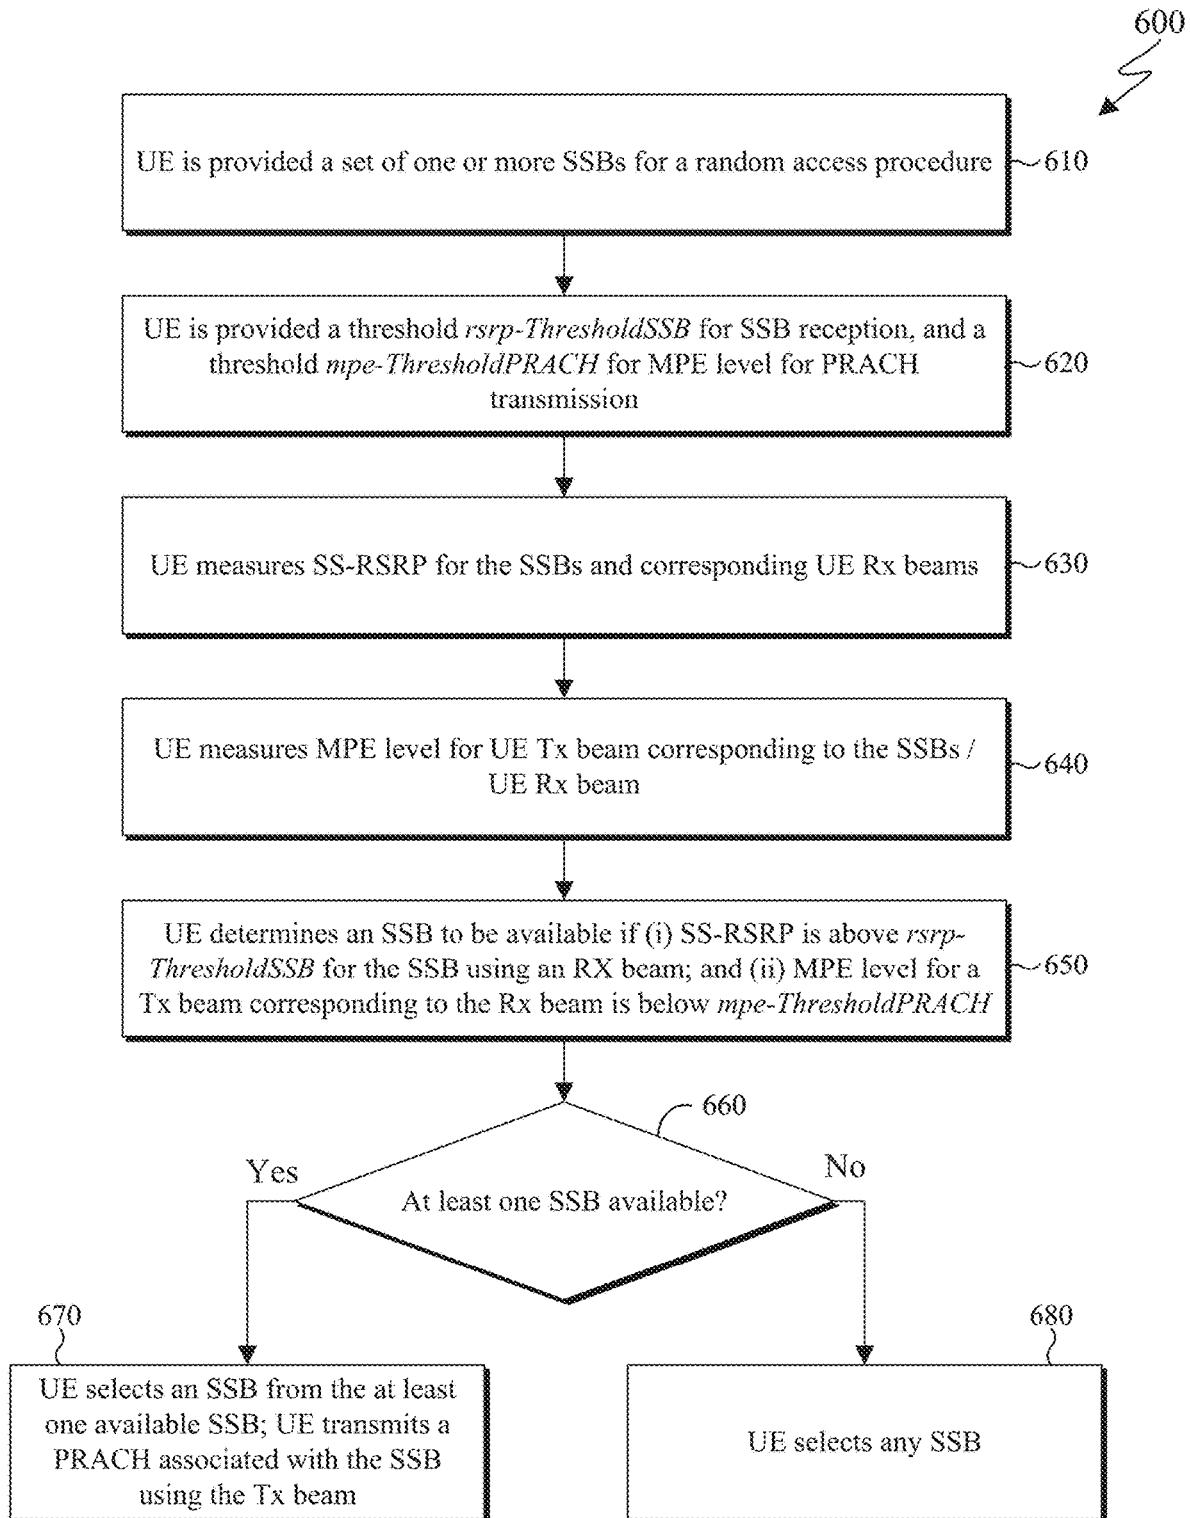 600
UE is provided a set of one or more SSBs for a random access procedure
610
UE is provided a threshold rsrp-ThresholdSSB for SSB reception, and a
threshold mpe-ThresholdPRACH for MPE level for PRACH
transmission
620
UE measures SS-RSRP for the SSBs and corresponding UE Rx beams
630
UE measures MPE level for UE Tx beam corresponding to the SSBs /
UE Rx beam
640
UE determines an SSB to be available if (i) SS-RSRP is above rsrp-
ThresholdSSB for the SSB using an RX beam; and (ii) MPE level for a
Tx beam corresponding to the Rx beam is below mpe-ThresholdPRACH
650
660
Yes
No
At least one SSB available?
670
UE selects an SSB from the at least
one available SSB; UE transmits a
PRACH associated with the SSB
using the Tx beam
680
UE selects any SSB